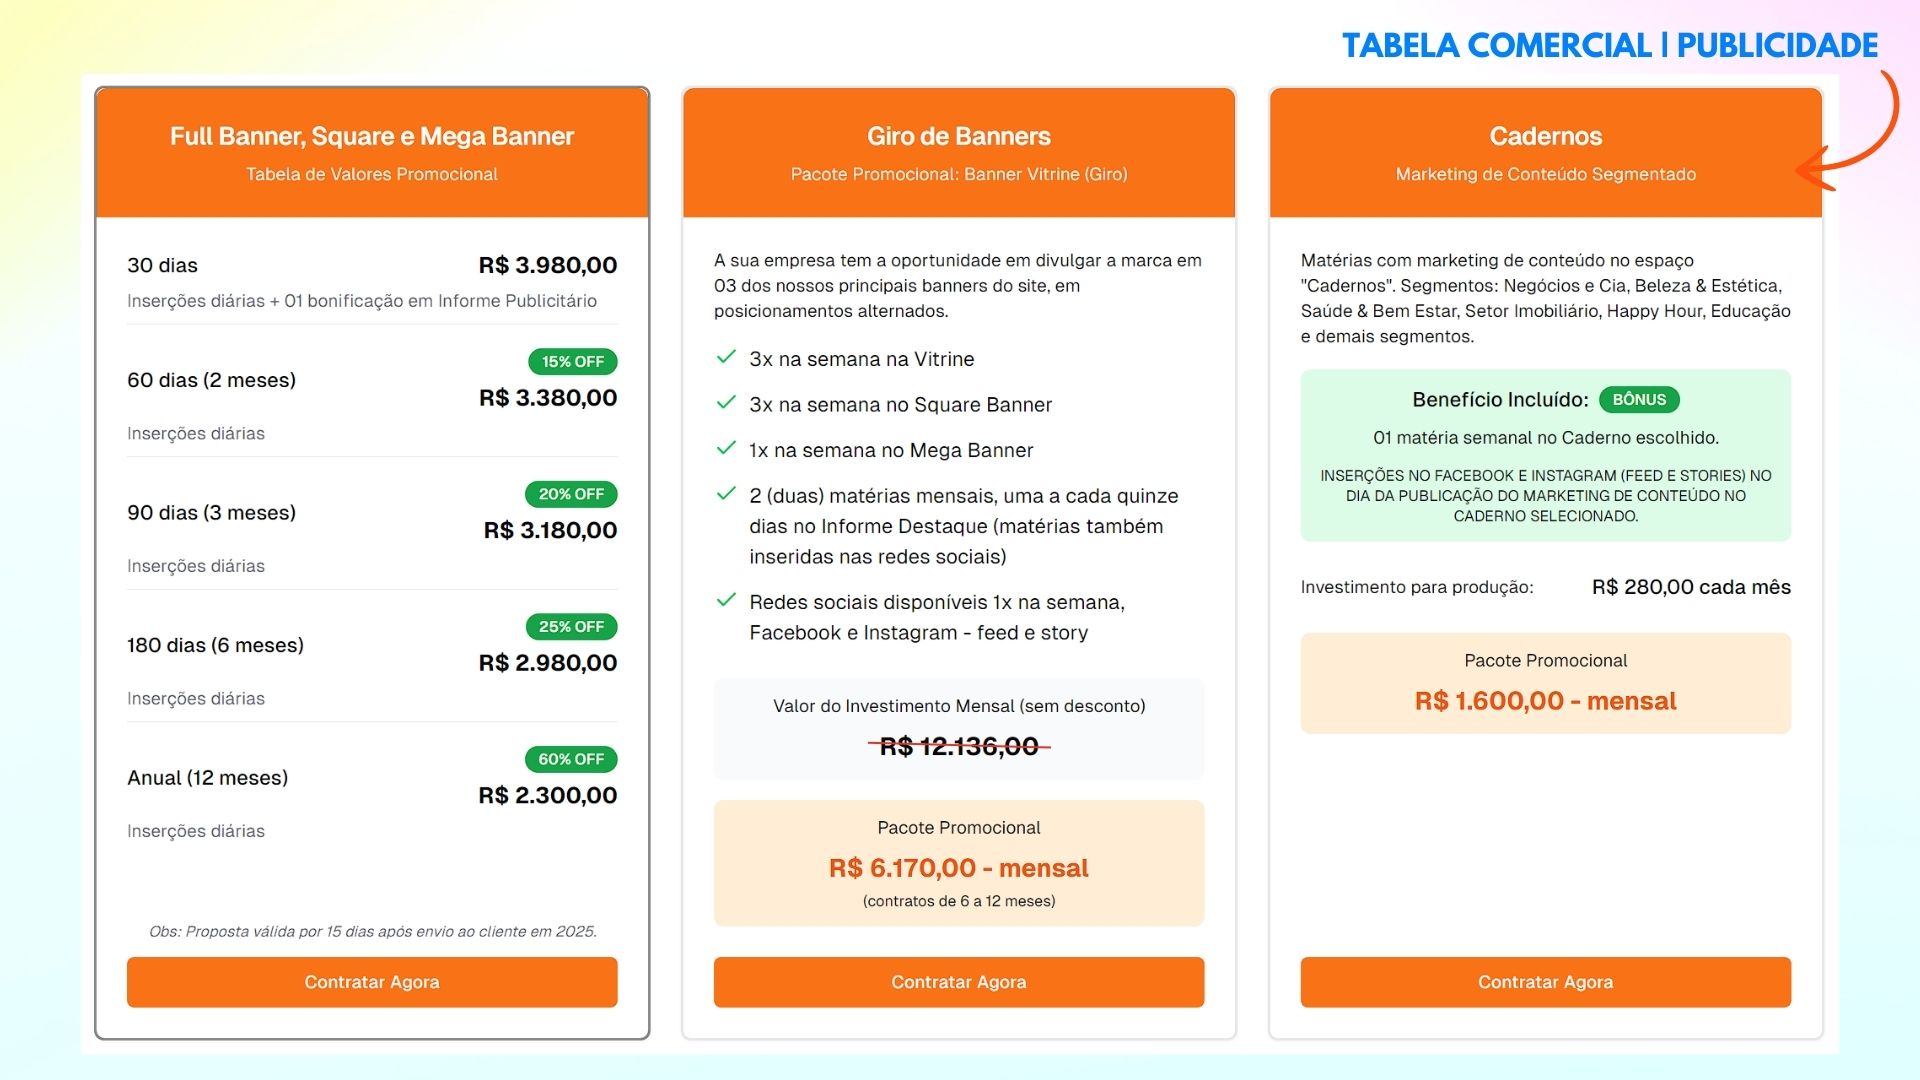 TABELA COMERCIAL | PUBLICIDADE
Full Banner, Square e Mega Banner
Tabela de Valores Promocional
30 dias
R$ 3.980,00
Inserções diárias + 01 bonificação em Informe Publicitário
15% OFF
60 dias (2 meses)
R$ 3.380,00
Inserções diárias
20% OFF
90 dias (3 meses)
R$ 3.180,00
Inserções diárias
25% OFF
180 dias (6 meses)
R$ 2.980,00
Inserções diárias
60% OFF
Anual (12 meses)
R$ 2.300,00
Inserções diárias
Obs: Proposta válida por 15 dias após envio ao cliente em 2025.
Contratar Agora
Giro de Banners
Pacote Promocional: Banner Vitrine (Giro)
A sua empresa tem a oportunidade em divulgar a marca em
03 dos nossos principais banners do site, em
posicionamentos alternados.
3x na semana na Vitrine
3x na semana no Square Banner
1x na semana no Mega Banner
2 (duas) matérias mensais, uma a cada quinze
dias no Informe Destaque (matérias também
inseridas nas redes sociais)
Redes sociais disponíveis 1x na semana,
Facebook e Instagram - feed e story
Valor do Investimento Mensal (sem desconto)
R$ 12.136,00
Pacote Promocional
R$ 6.170,00 - mensal
(contratos de 6 a 12 meses)
Contratar Agora
Cadernos
Marketing de Conteúdo Segmentado
Matérias com marketing de conteúdo no espaço
"Cadernos". Segmentos: Negócios e Cia, Beleza & Estética,
Saúde & Bem Estar, Setor Imobiliário, Happy Hour, Educação
e demais segmentos.
Benefício Incluído: BÔNUS
01 matéria semanal no Caderno escolhido.
INSERÇÕES NO FACEBOOK E INSTAGRAM (FEED E STORIES) NO
DIA DA PUBLICAÇÃO DO MARKETING DE CONTEÚDO NO
CADERNO SELECIONADO.
Investimento para produção:
R$ 280,00 cada mês
Pacote Promocional
R$ 1.600,00 - mensal
Contratar Agora